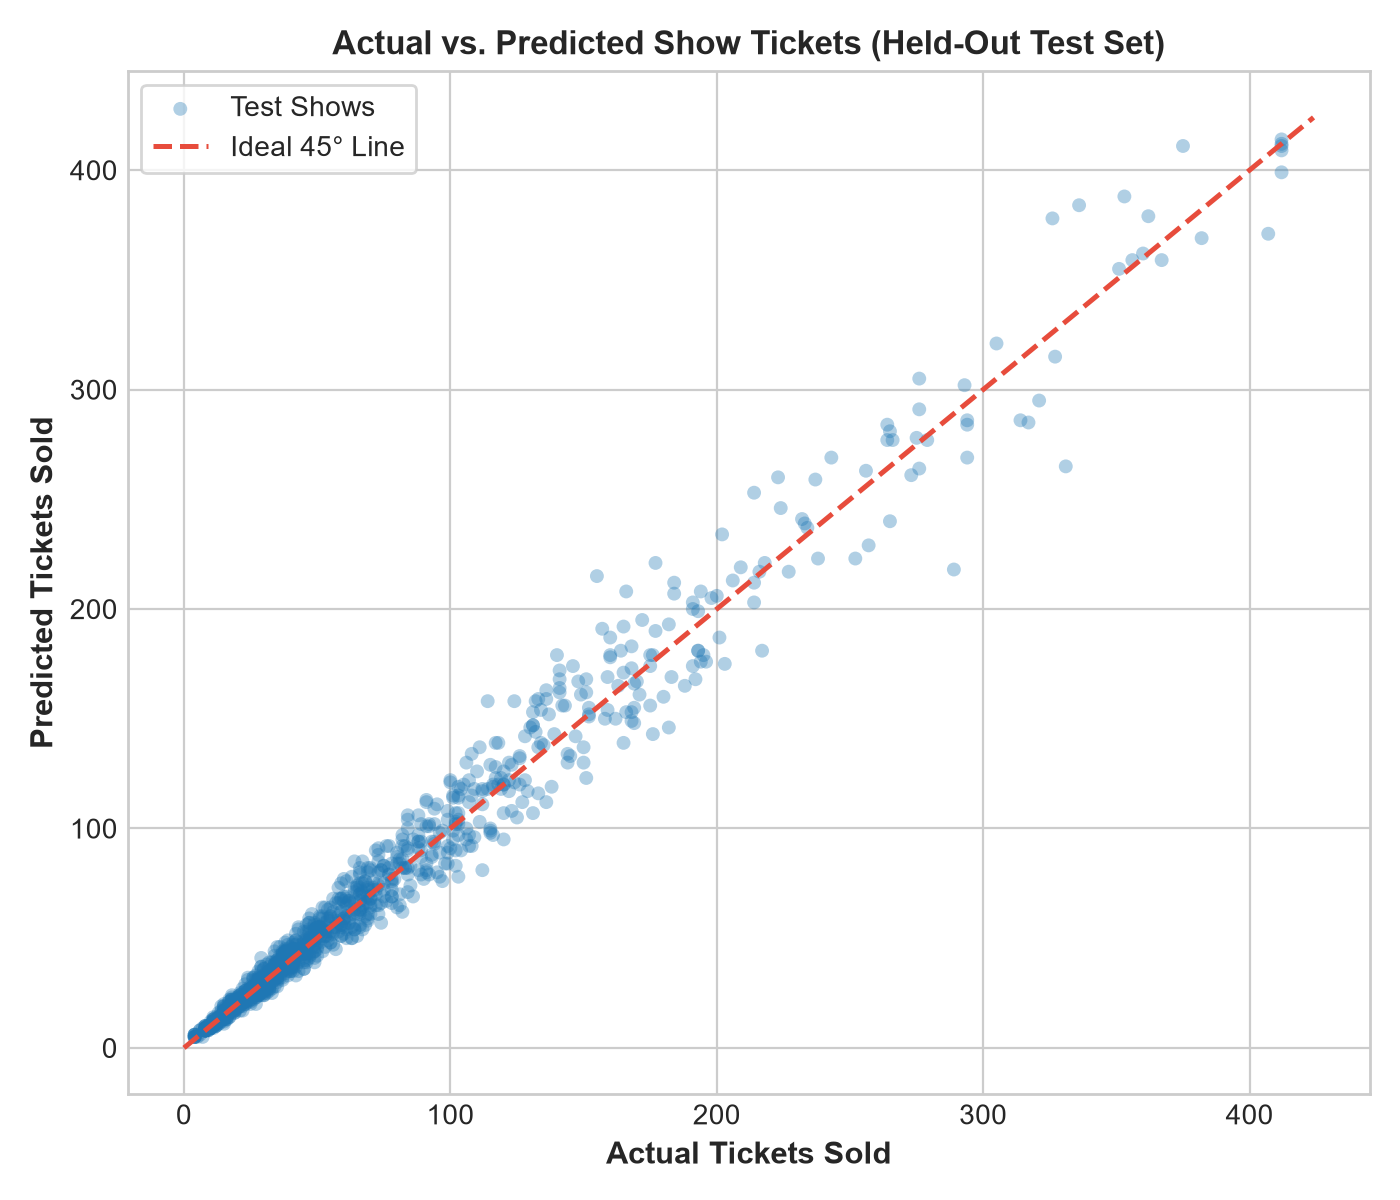 Actual vs. Predicted Show Tickets (Held-Out Test Set)
Test Shows
Ideal 45° Line
Predicted Tickets Sold
400
300
200
100
0
0
100
200
300
400
Actual Tickets Sold